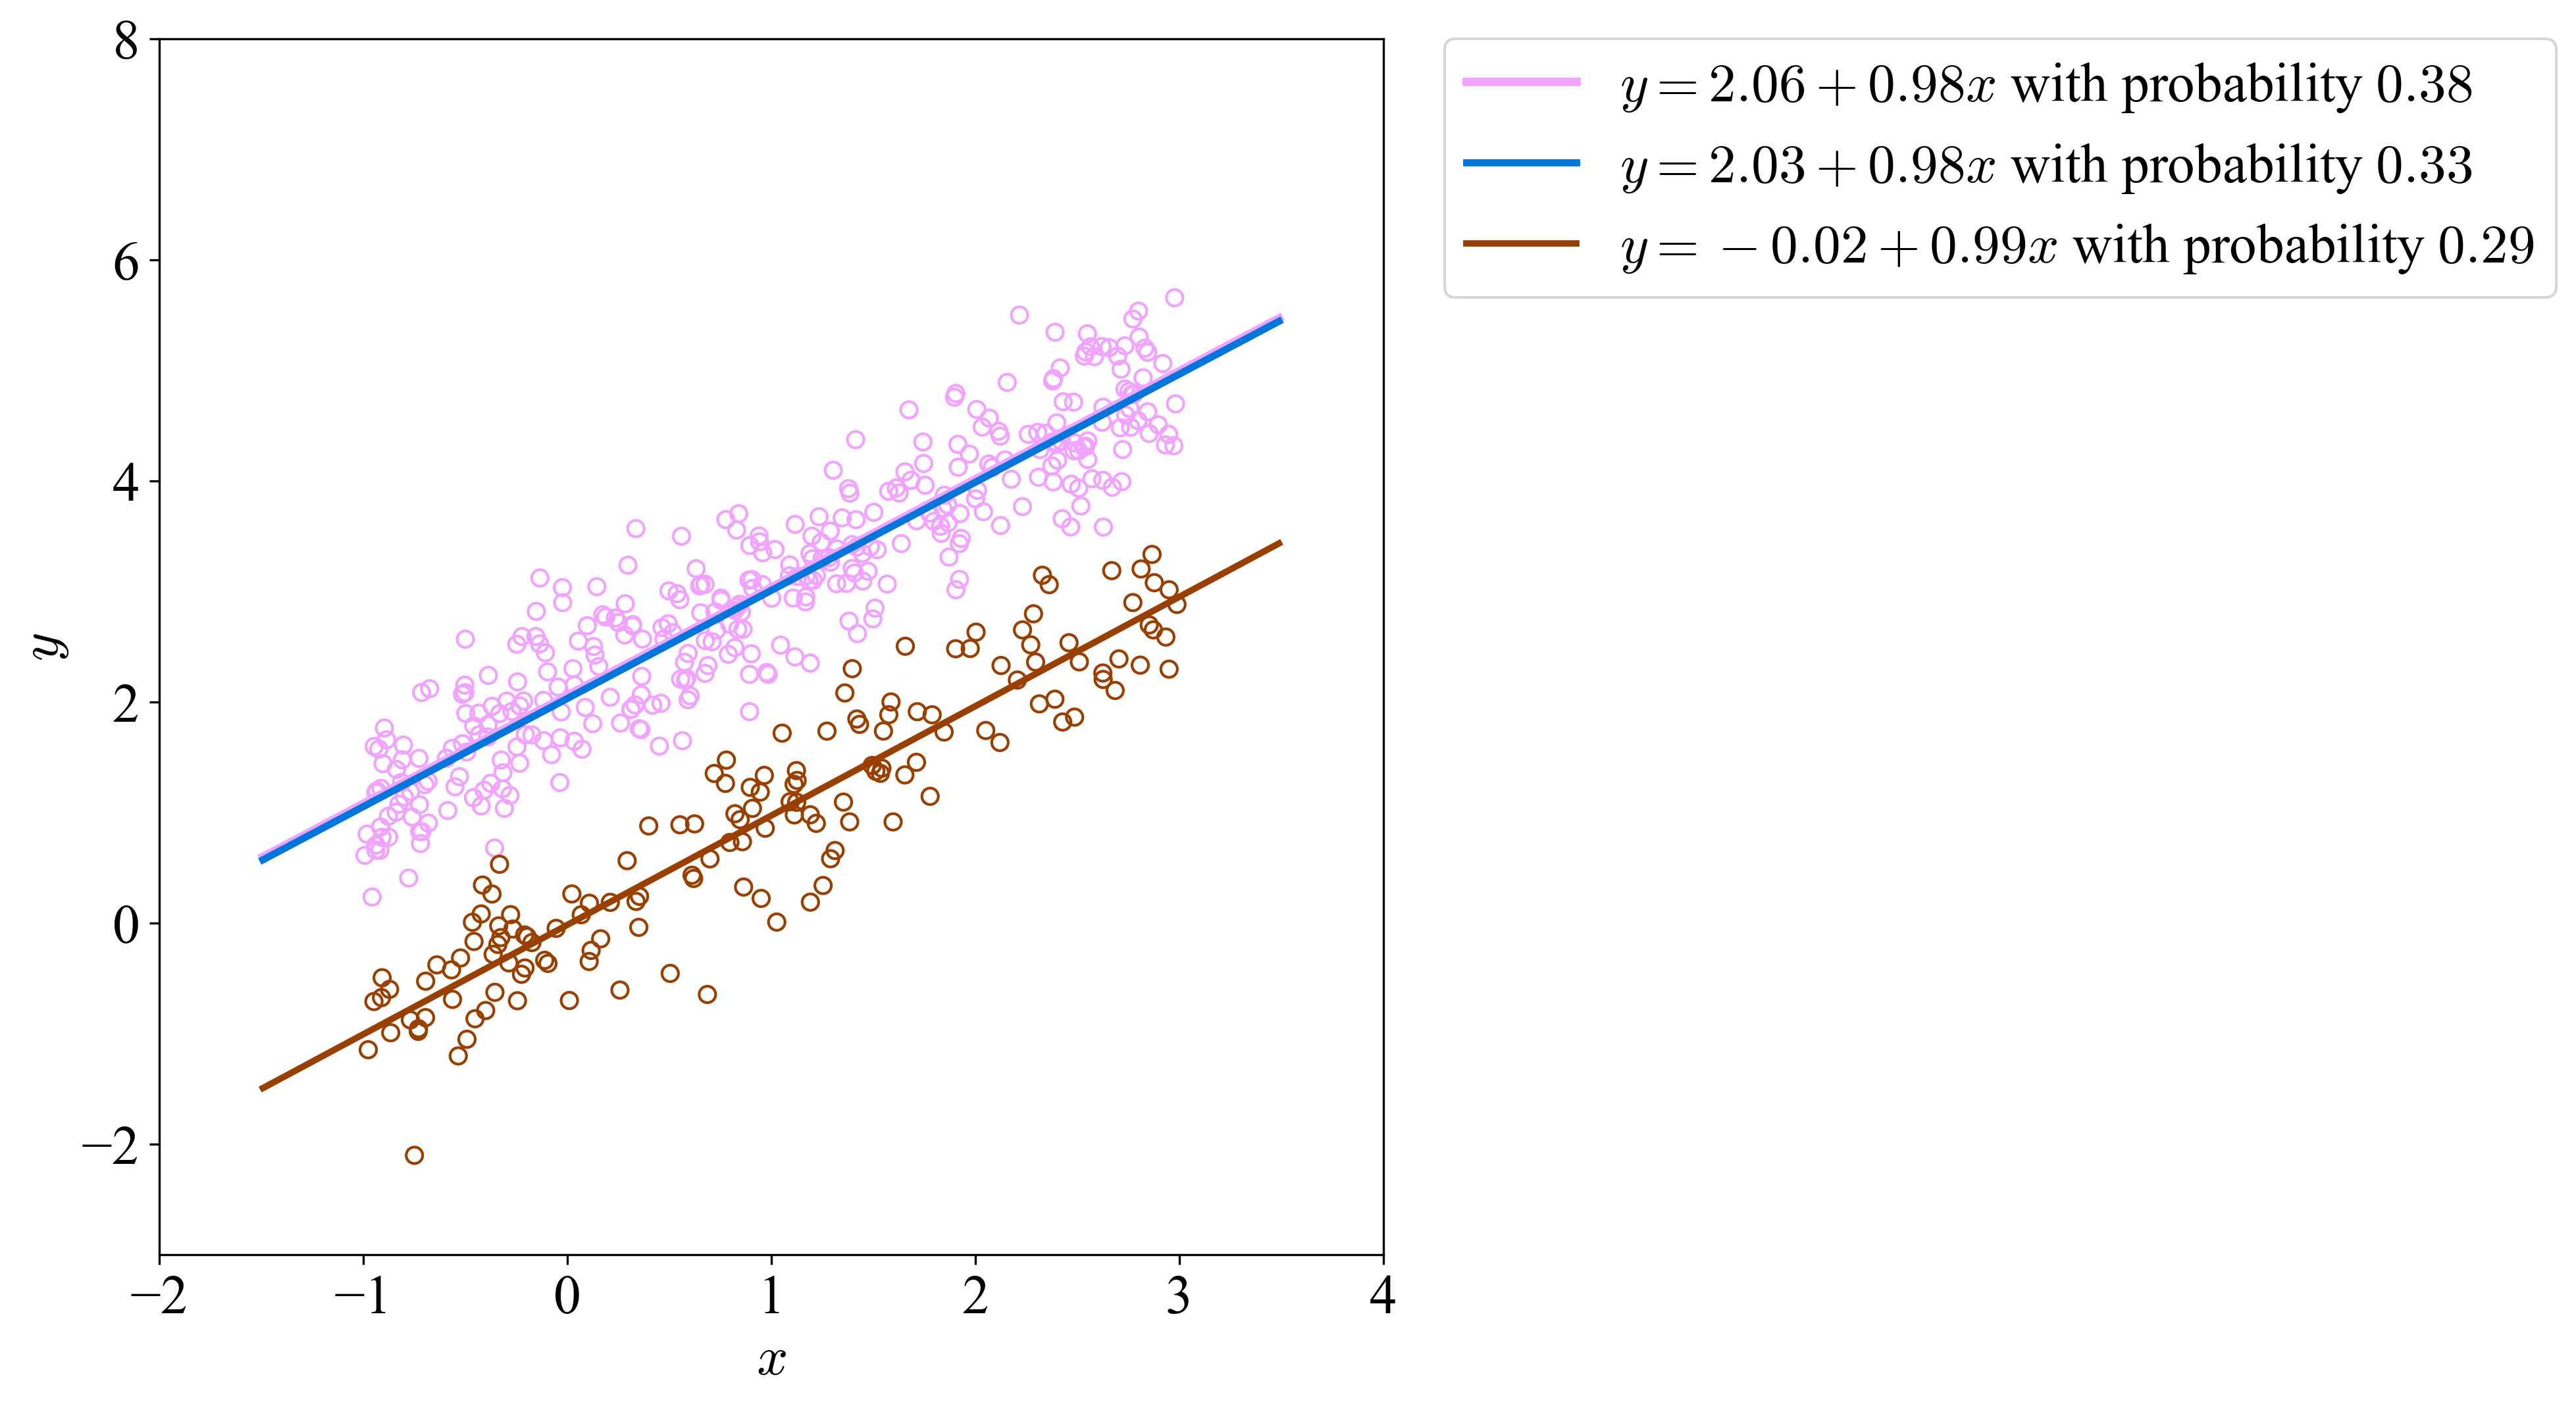 8
6
4
2
0
−2
y
−2 −1 0 1 2 3 4
x
y = 2.06 + 0.98x with probability 0.38
y = 2.03 + 0.98x with probability 0.33
y = − 0.02 + 0.99x with probability 0.29